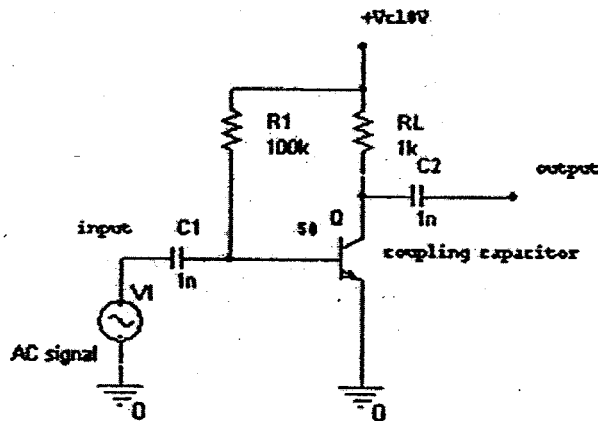 +Vc10V
R1
100k
RL
1k
C2
1n
output
input
C1
1n
50
Q
coupling capacitor
V1
AC signal
0
0